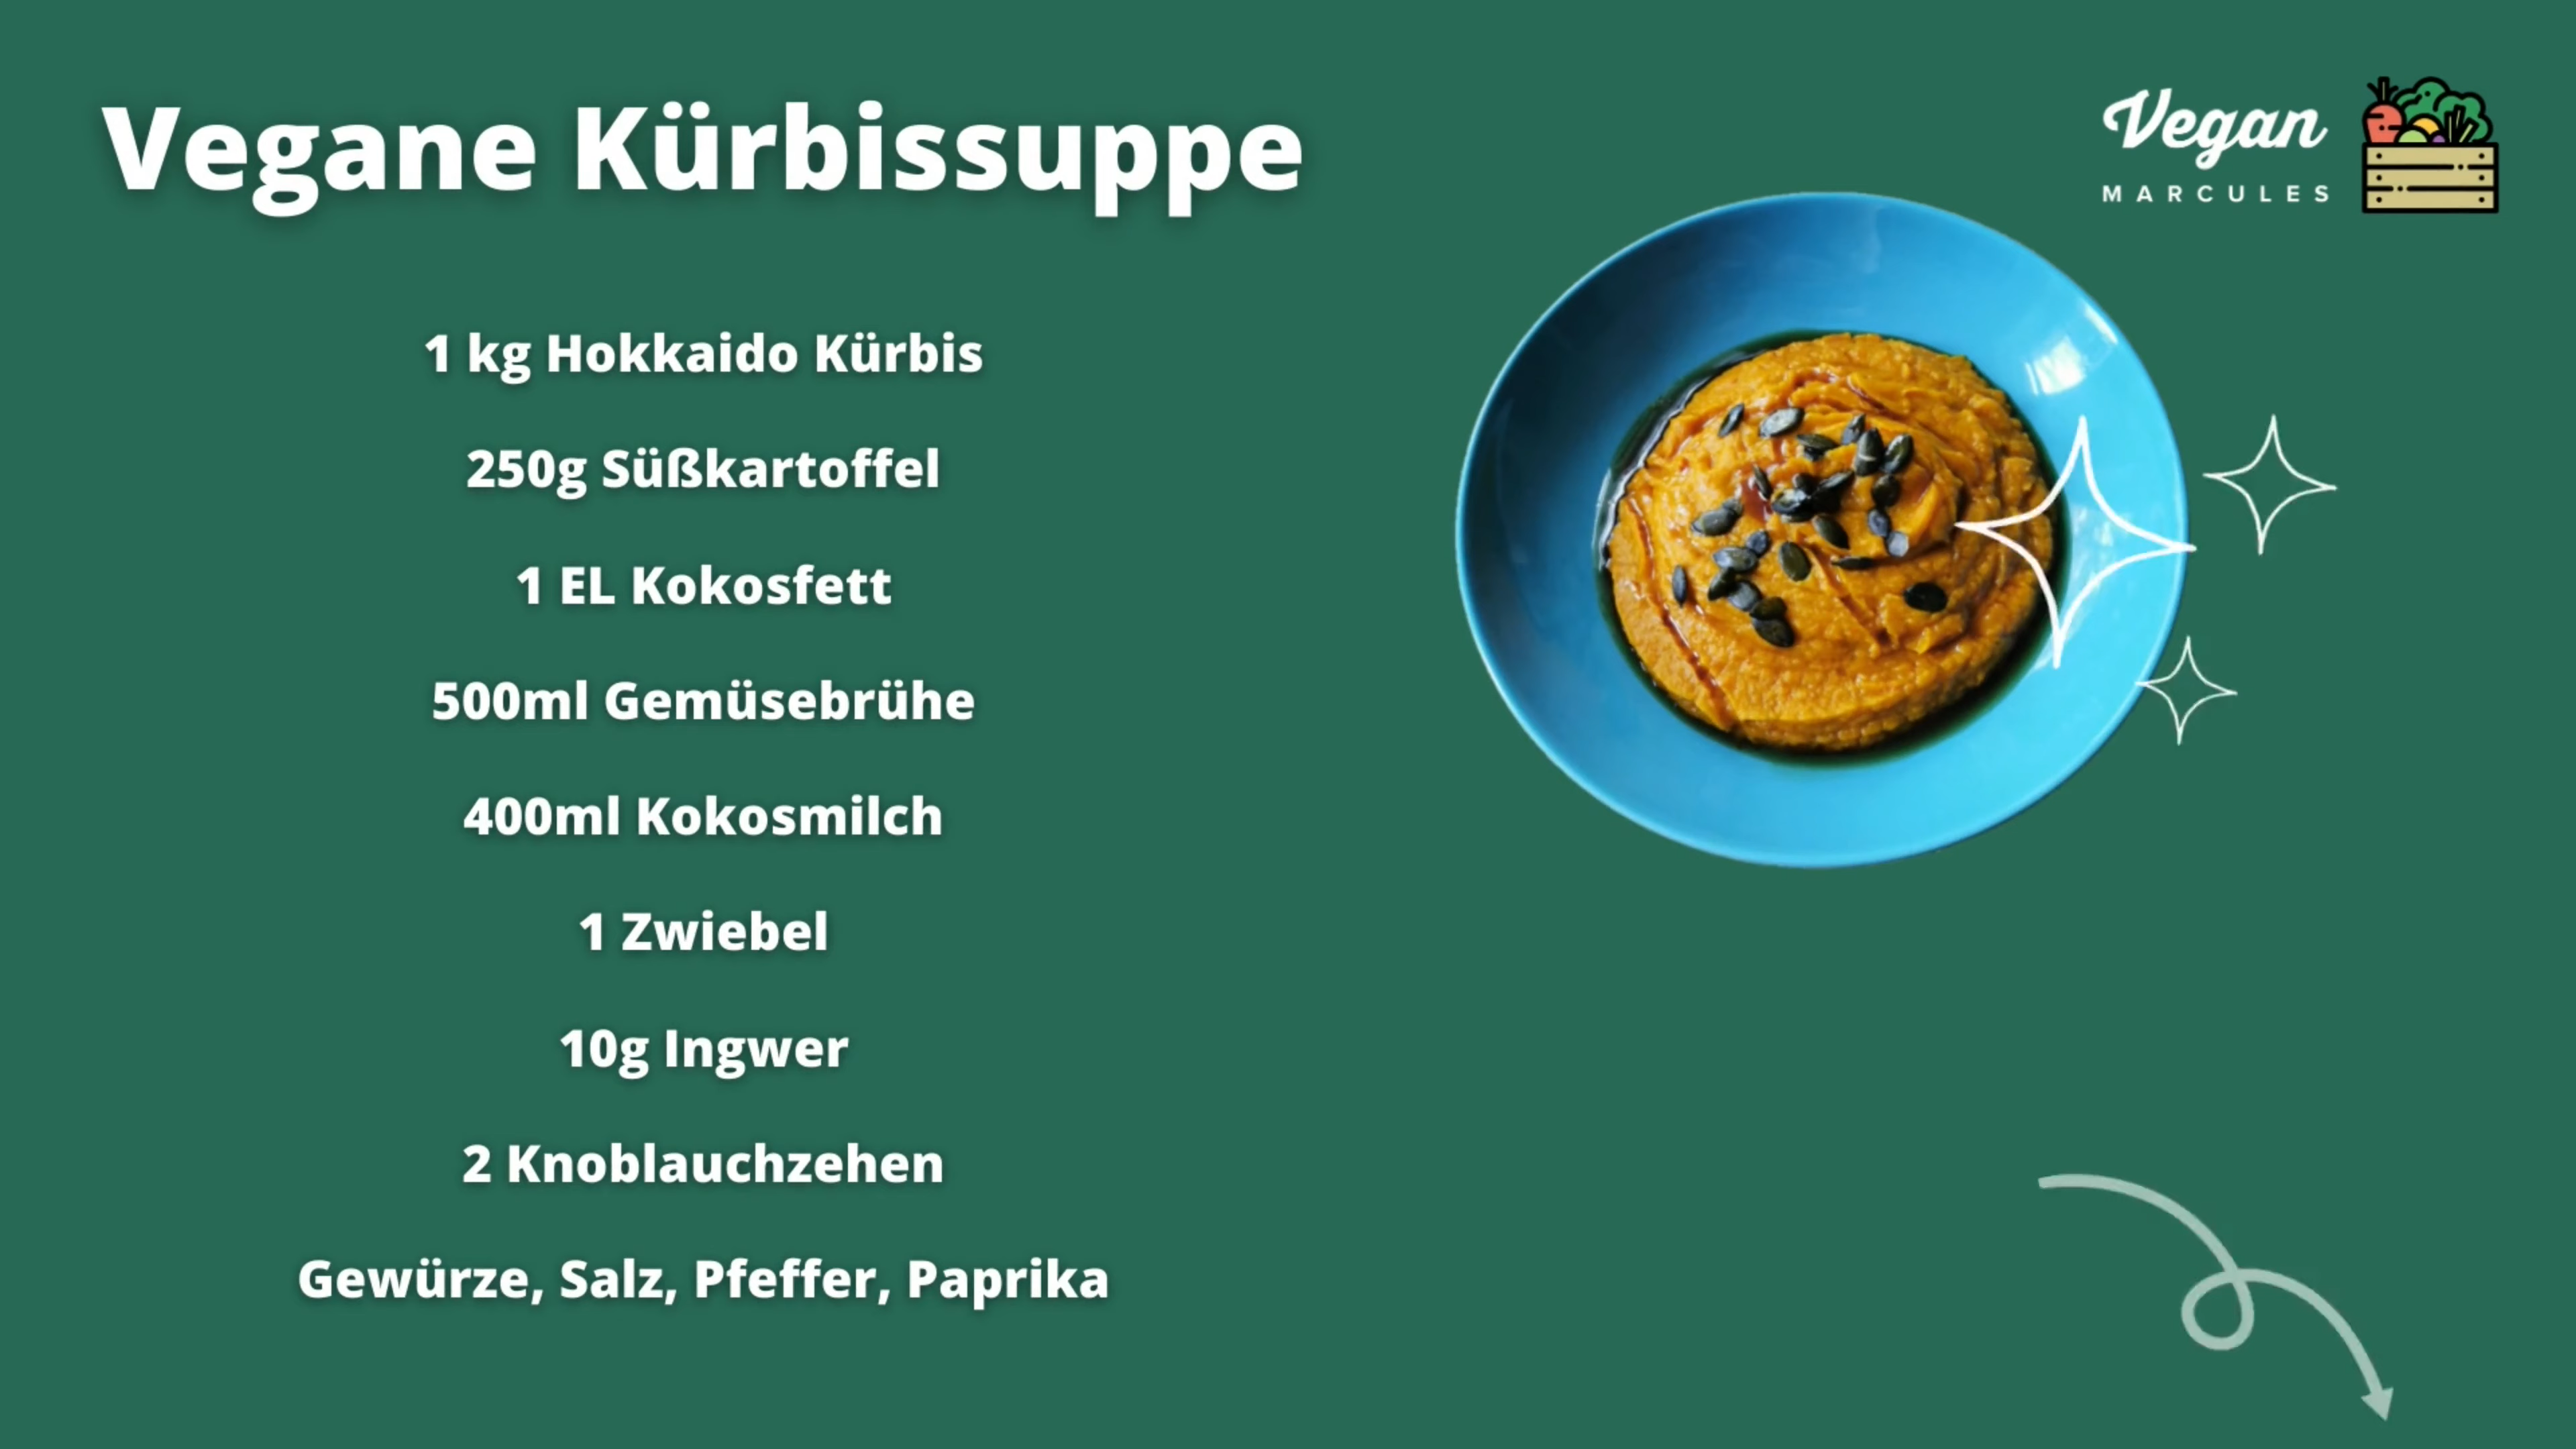 Vegane Kürbissuppe
Vegan
MARCULES
1 kg Hokkaido Kürbis
250g Süßkartoffel
1 EL Kokosfett
500ml Gemüsebrühe
400ml Kokosmilch
1 Zwiebel
10g Ingwer
2 Knoblauchzehen
Gewürze, Salz, Pfeffer, Paprika